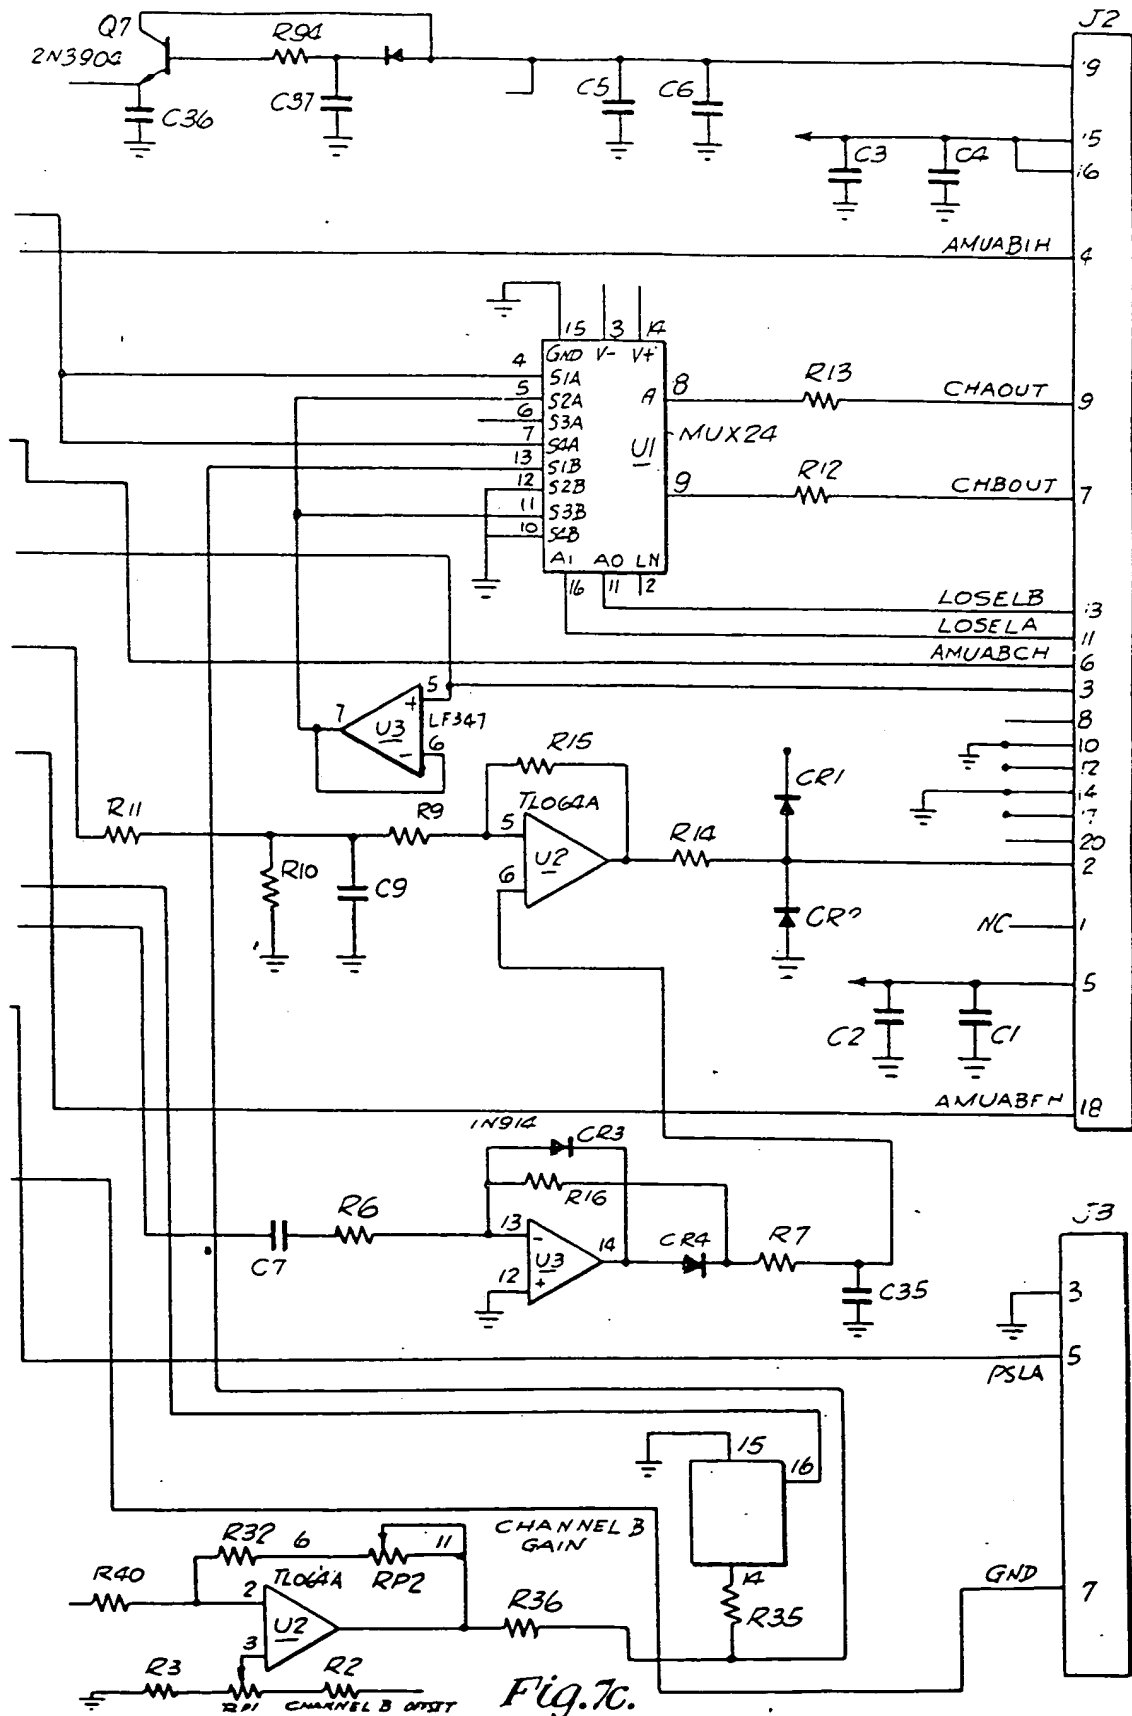 Q7
2N3904
R94
C36
C37
C5
C6
J2
19
C3
C4
15
16
AMUAB1H
4
15
3
14
GND V- V+
4
S1A
5
S2A
6
S3A
7
S4A
13
S1B
12
S2B
11
S3B
10
S4B
A
8
R13
CHAOUT
9
U1
MUX24
9
R12
CHBOUT
7
A1 A0 LN
16
11
2
LOSELB
13
LOSELA
11
AMUABCH
6
3
8
10
12
14
17
20
2
5
7
+
U3
LF347
-
6
R15
TL064A
CR1
R11
R9
5
U2
R14
R10
C9
6
CR2
NC
1
5
C2
C1
AMUABFH
18
1N914
CR3
R16
R6
13
-
14
CR4
R7
J3
C7
U3
12
+
C35
3
5
PSLA
15
16
CHANNEL B
GAIN
R32
6
11
RP2
R40
TL064A
14
GND
7
2
U2
R36
R35
3
R3
R2
RP1
CHANNEL B OFFSET
Fig.7c.